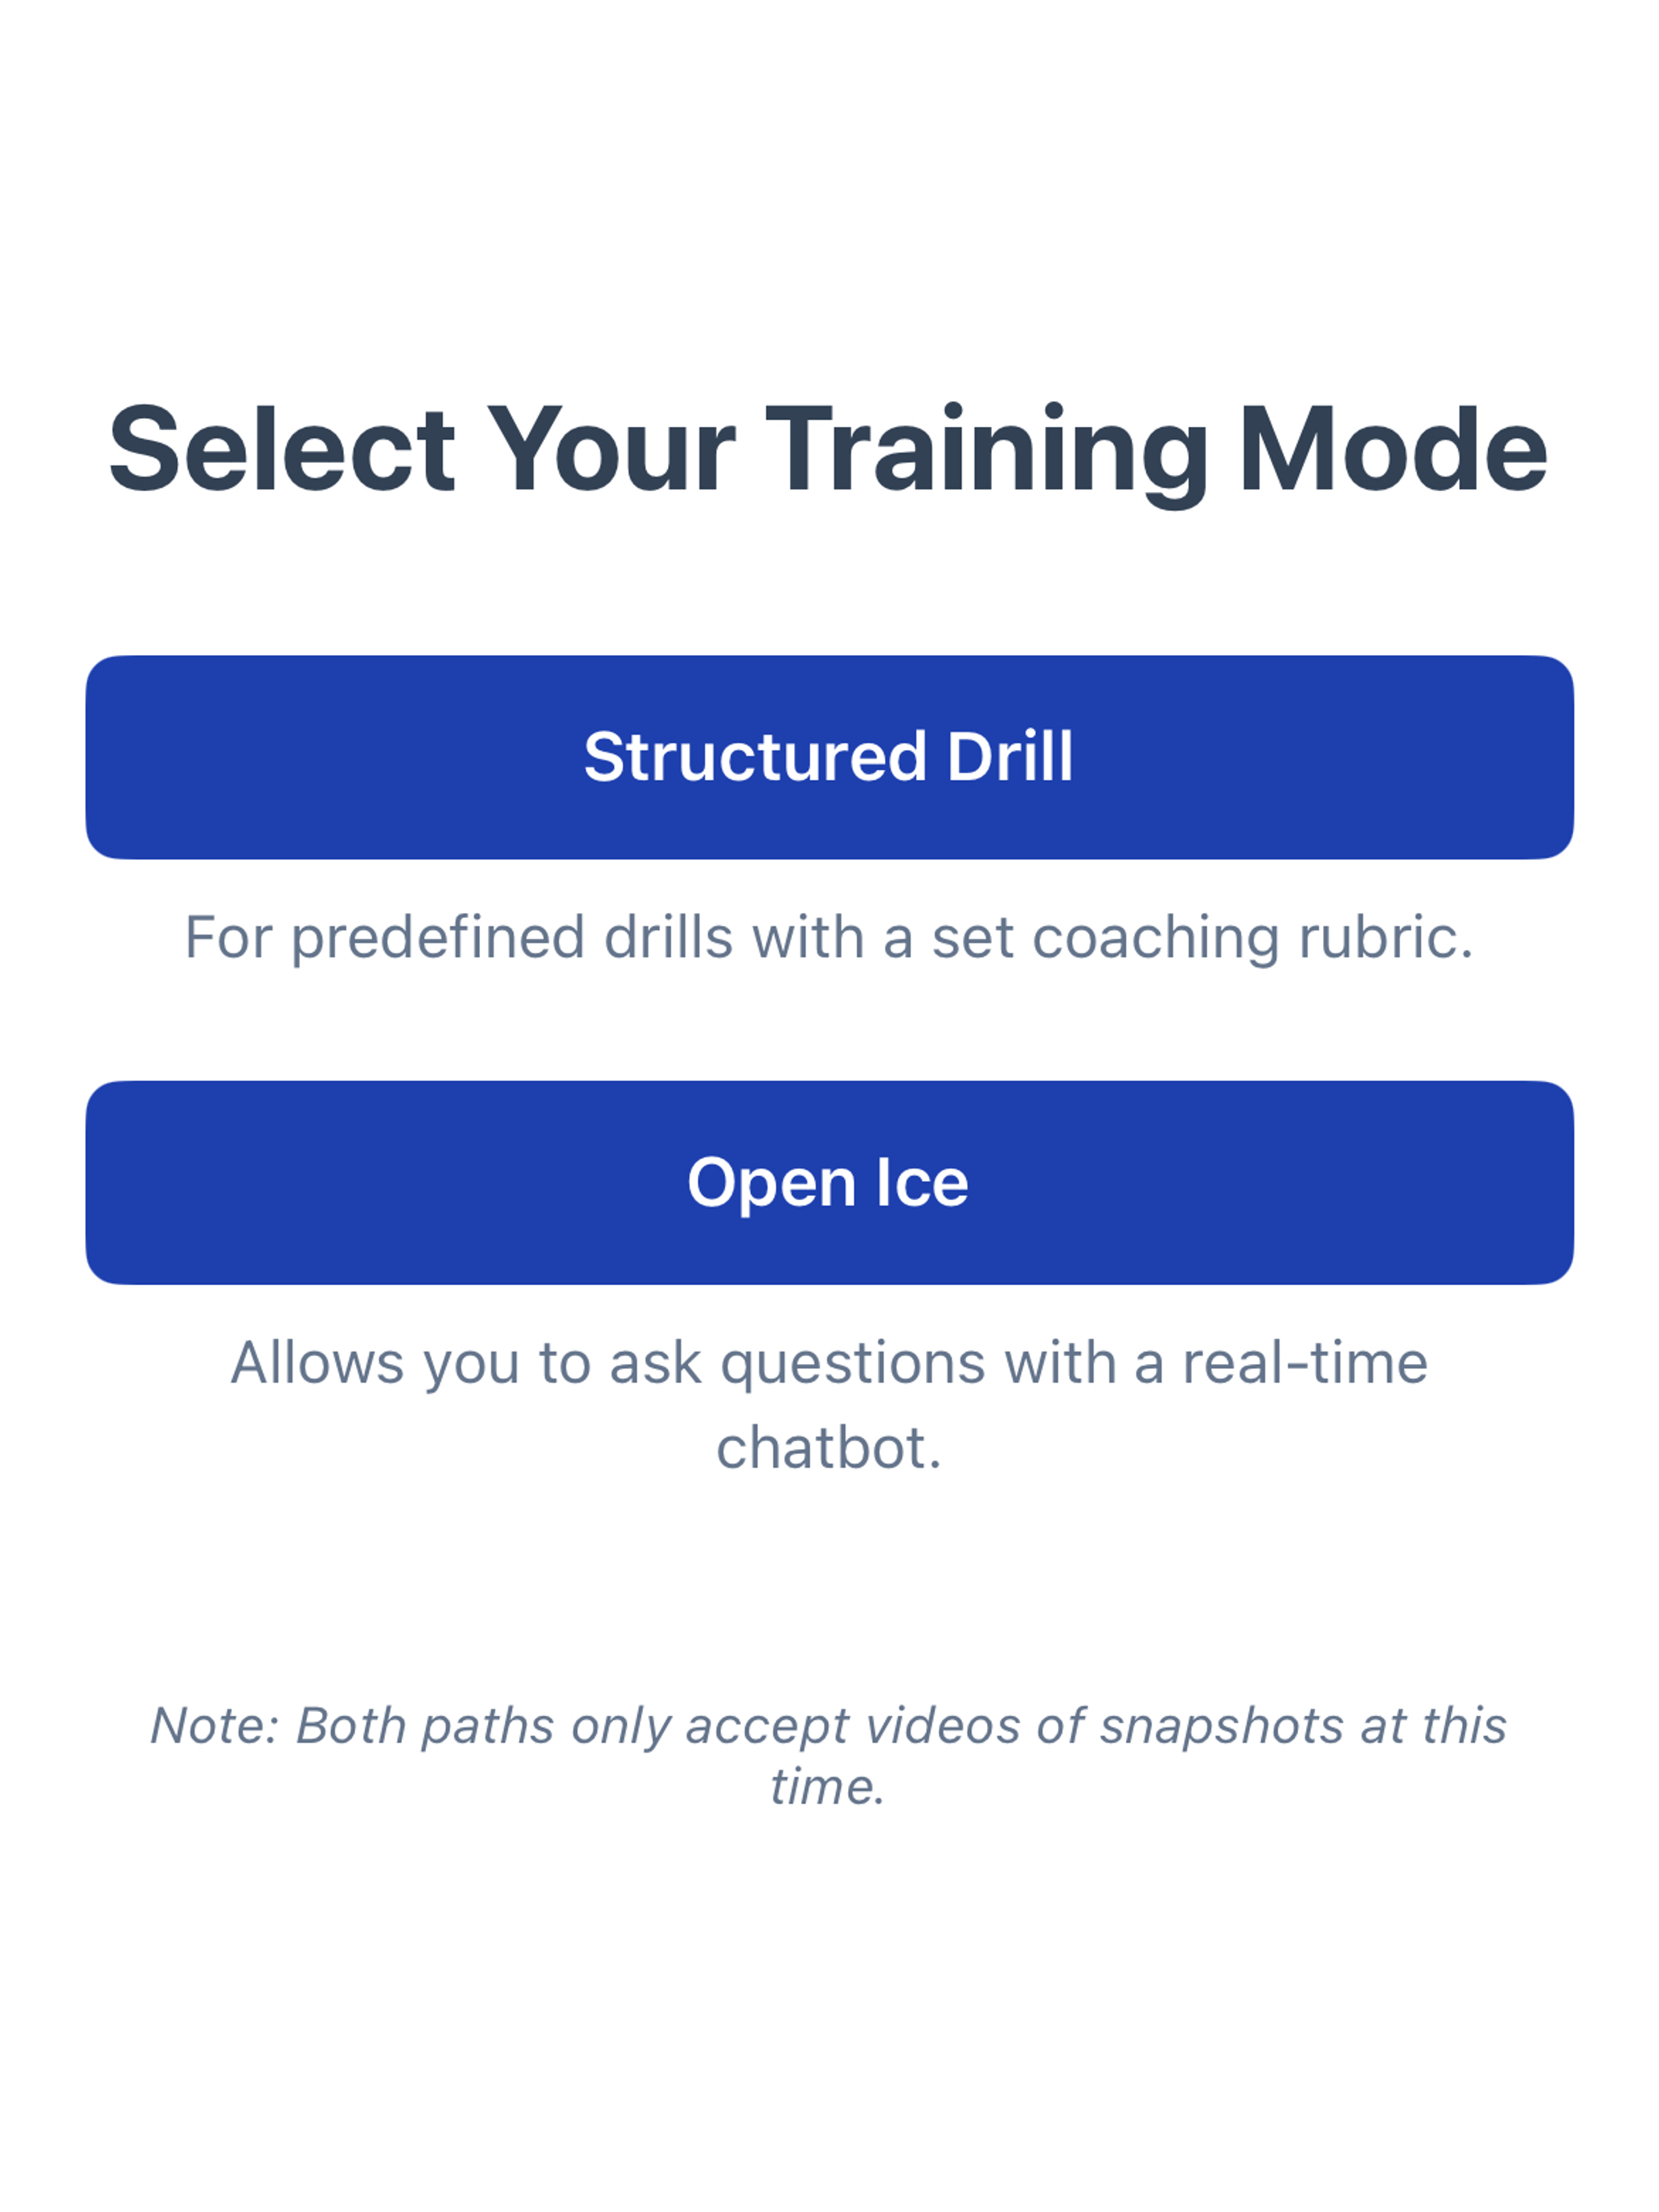 Select Your Training Mode
Structured Drill
For predefined drills with a set coaching rubric.
Open Ice
Allows you to ask questions with a real-time
chatbot.
Note: Both paths only accept videos of snapshots at this
time.